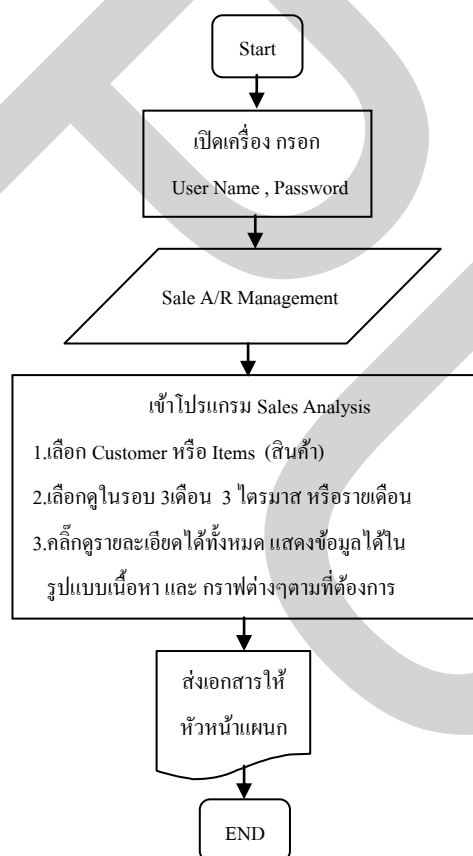 Start
เปิดเครื่อง กรอก
User Name , Password
Sale A/R Management
เข้าโปรแกรม Sales Analysis
1.เลือก Customer หรือ Items (สินค้า)
2.เลือกดูในรอบ 3เดือน 3 ไตรมาส หรือรายเดือน
3.คลิ๊กดูรายละเอียดได้ทั้งหมด แสดงข้อมูลได้ใน
รูปแบบเนื้อหา และ กราฟต่างๆตามที่ต้องการ
ส่งเอกสารให้
หัวหน้าแผนก
END